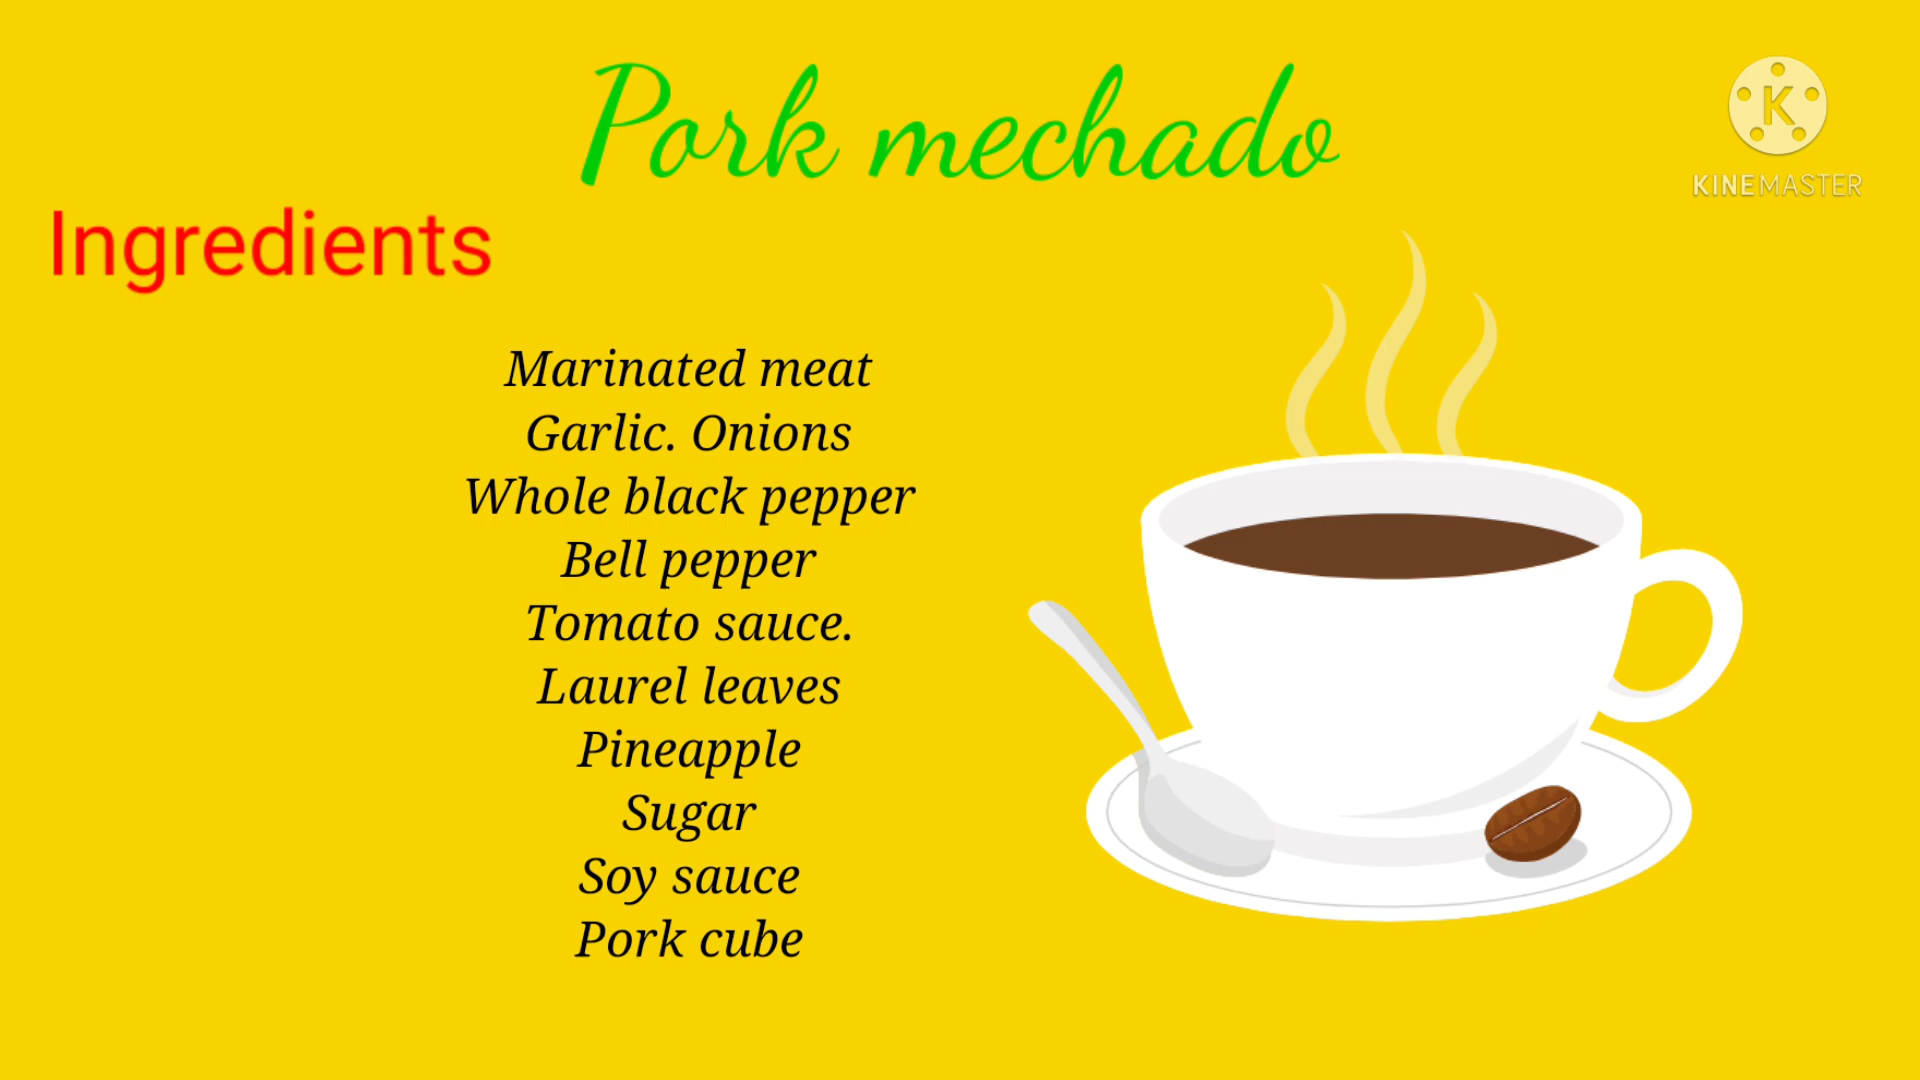 Pork mechado
K
KINEMASTER
Ingredients
Marinated meat
Garlic. Onions
Whole black pepper
Bell pepper
Tomato sauce.
Laurel leaves
Pineapple
Sugar
Soy sauce
Pork cube